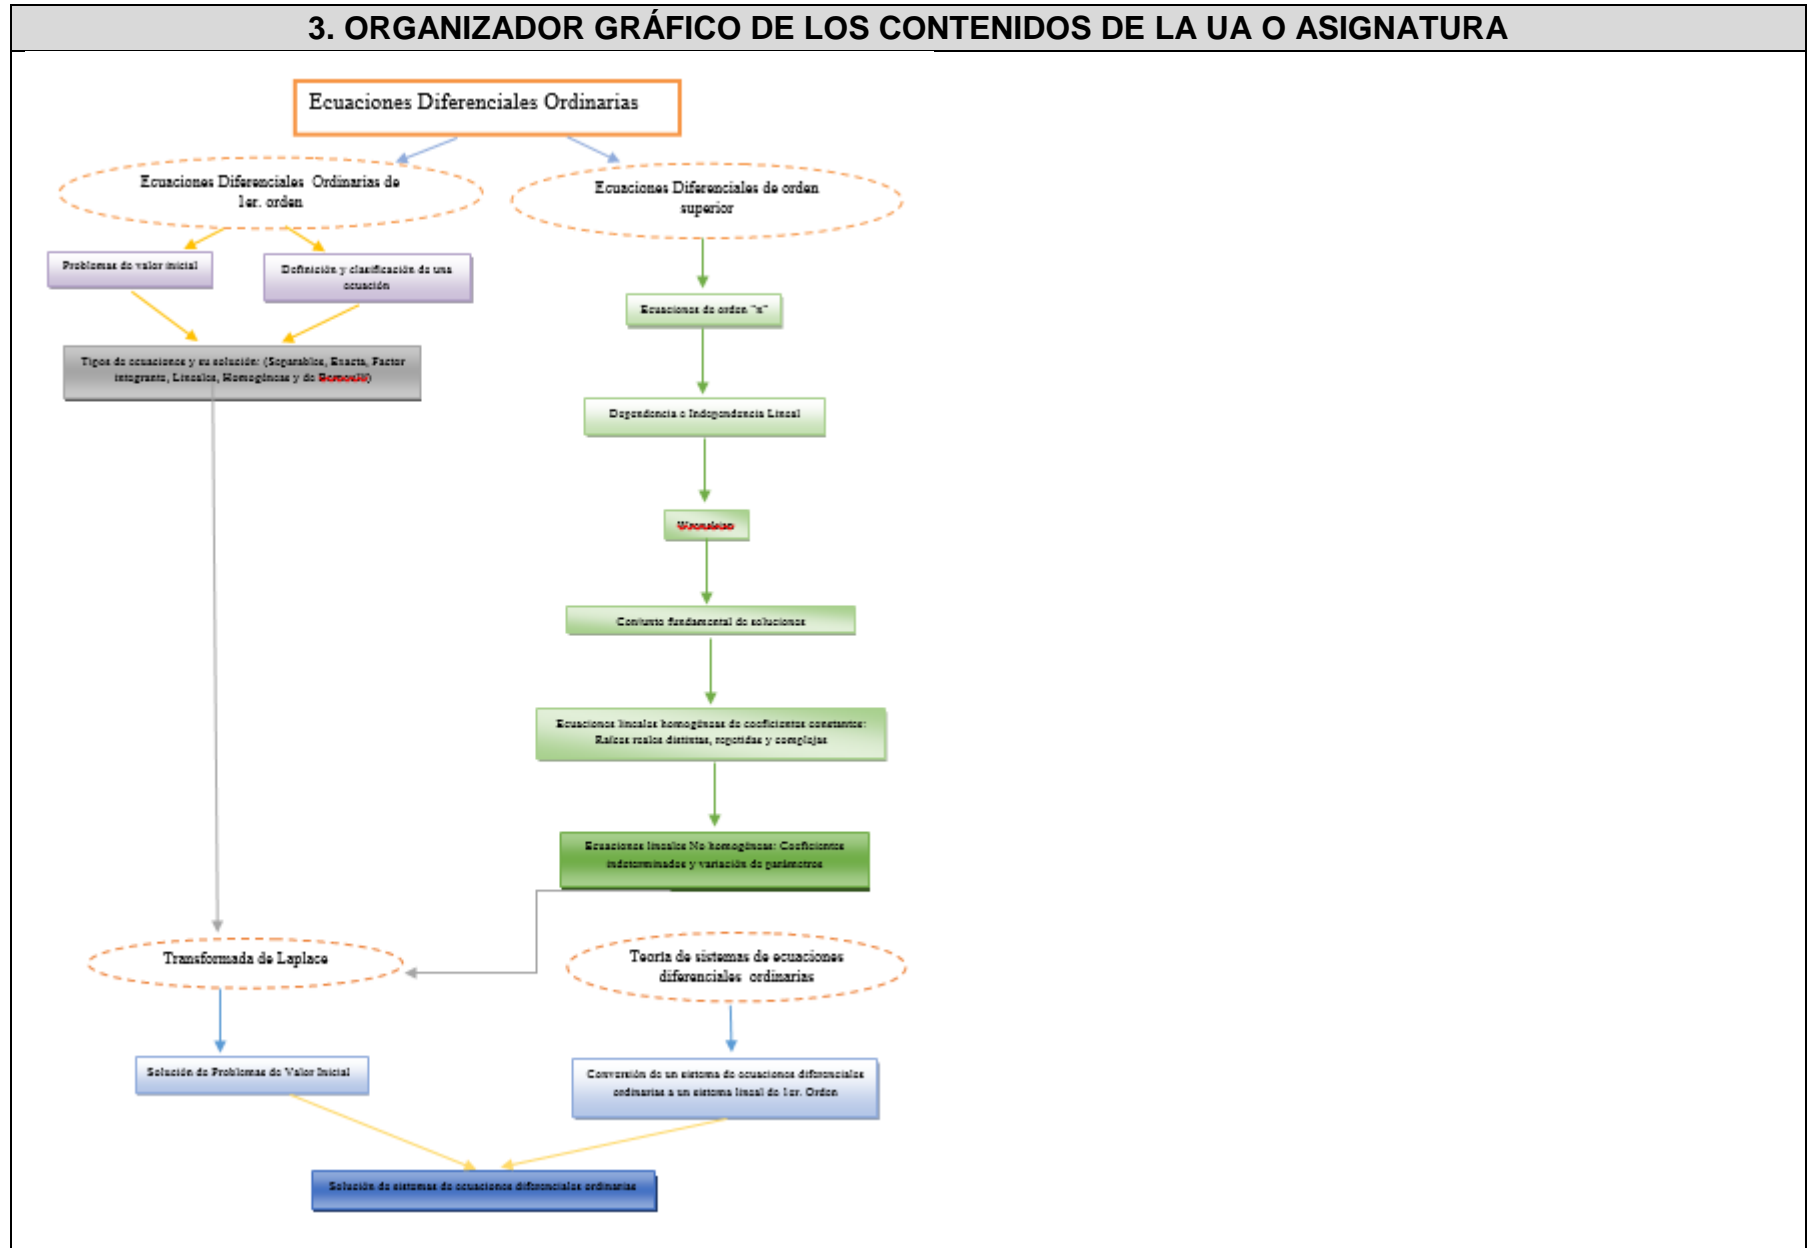 3. ORGANIZADOR GRÁFICO DE LOS CONTENIDOS DE LA UA O ASIGNATURA
Ecuaciones Diferenciales Ordinarias
Ecuaciones Diferenciales Ordinarias de
1er. orden
Ecuaciones Diferenciales de orden
superior
Problemas de valor inicial
Definición y clasificación de una
ecuación
Ecuaciones de orden "n"
Tipos de ecuaciones y su solución: (Separables, Exacta, Factor
integrante, Lineales, Homogéneas y de Bernoulli)
Dependencia e Independencia Lineal
Wronskian
Conjunto fundamental de soluciones
Ecuaciones lineales homogéneas de coeficientes constantes:
Raíces reales distintas, repetidas y complejas
Ecuaciones lineales No homogéneas: Coeficientes
indeterminados y variación de parámetros
Transformada de Laplace
Teoría de sistemas de ecuaciones
diferenciales ordinarias
Solución de Problemas de Valor Inicial
Conversión de un sistema de ecuaciones diferenciales
ordinarias a un sistema lineal de 1er. Orden
Solución de sistemas de ecuaciones diferenciales ordinarias